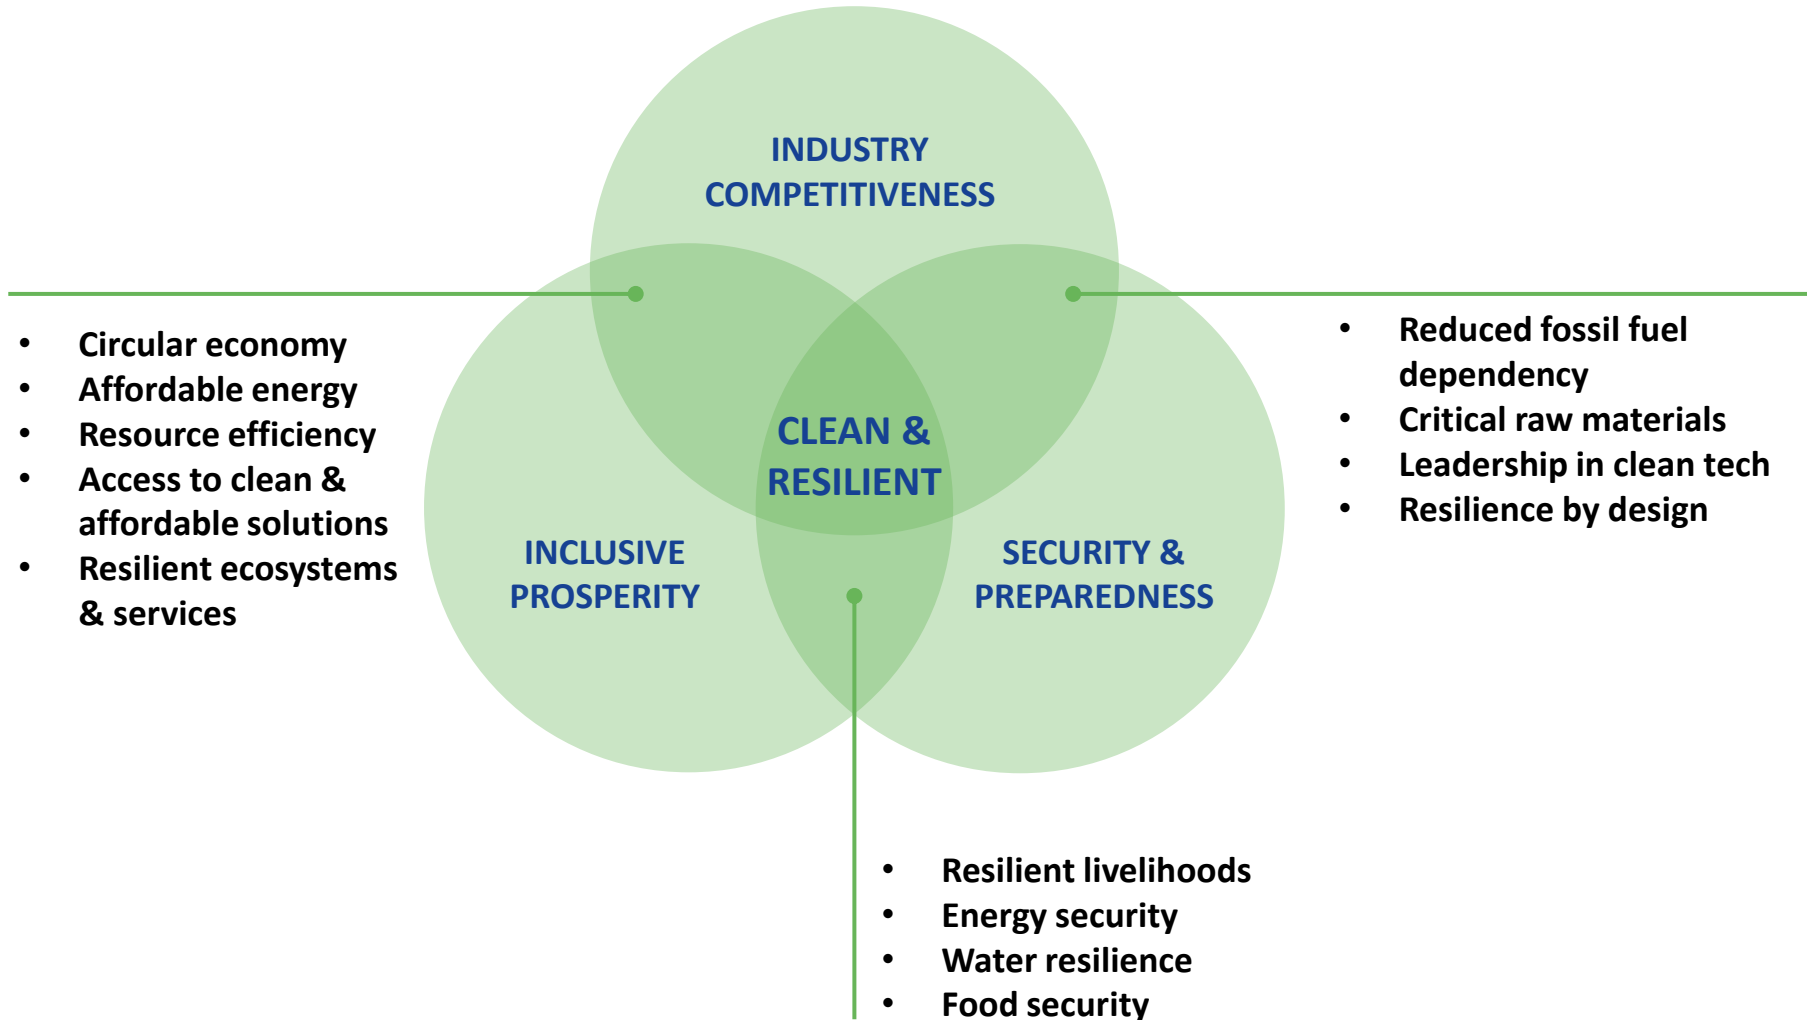 INDUSTRY
COMPETITIVENESS
• Circular economy
• Affordable energy
• Resource efficiency
• Access to clean &
affordable solutions
• Resilient ecosystems
& services
CLEAN &
RESILIENT
• Reduced fossil fuel
dependency
• Critical raw materials
• Leadership in clean tech
• Resilience by design
INCLUSIVE
PROSPERITY
SECURITY &
PREPAREDNESS
• Resilient livelihoods
• Energy security
• Water resilience
• Food security